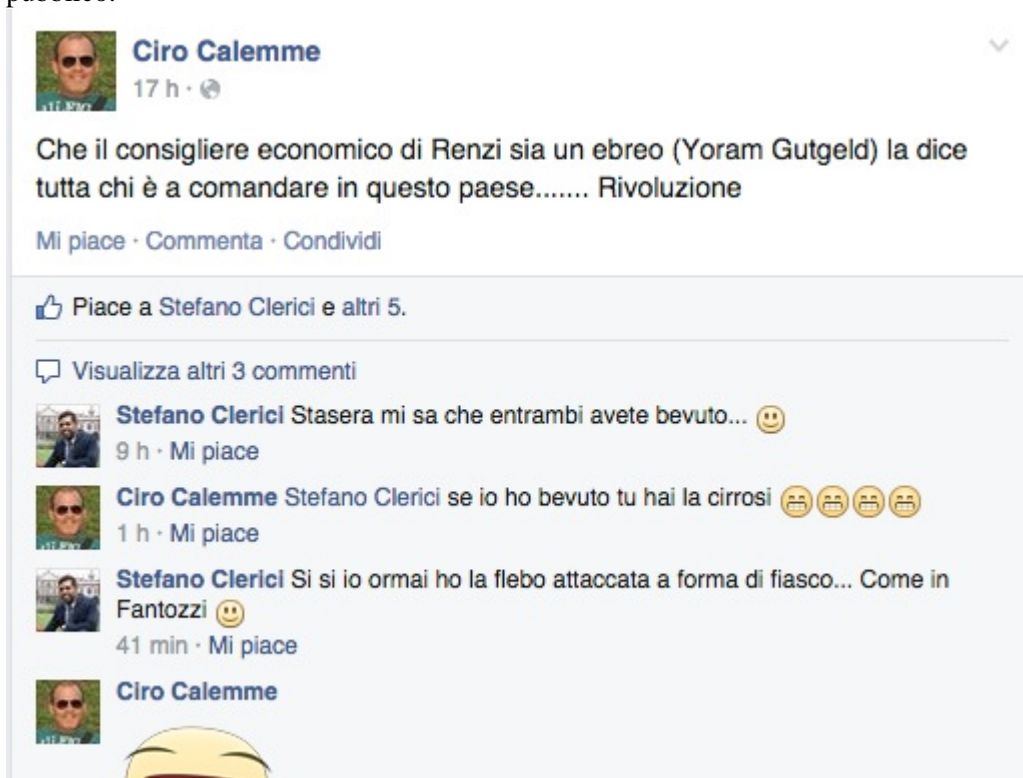 pubblico.
Ciro Calemme
17 h ·
Che il consigliere economico di Renzi sia un ebreo (Yoram Gutgeld) la dice
tutta chi è a comandare in questo paese....... Rivoluzione
Mi piace · Commenta · Condividi
Piace a Stefano Clerici e altri 5.
Visualizza altri 3 commenti
Stefano Clerici Stasera mi sa che entrambi avete bevuto...
9 h · Mi piace
Ciro Calemme Stefano Clerici se io ho bevuto tu hai la cirrosi
1 h · Mi piace
Stefano Clerici Si si io ormai ho la flebo attaccata a forma di fiasco... Come in
Fantozzi
41 min · Mi piace
Ciro Calemme